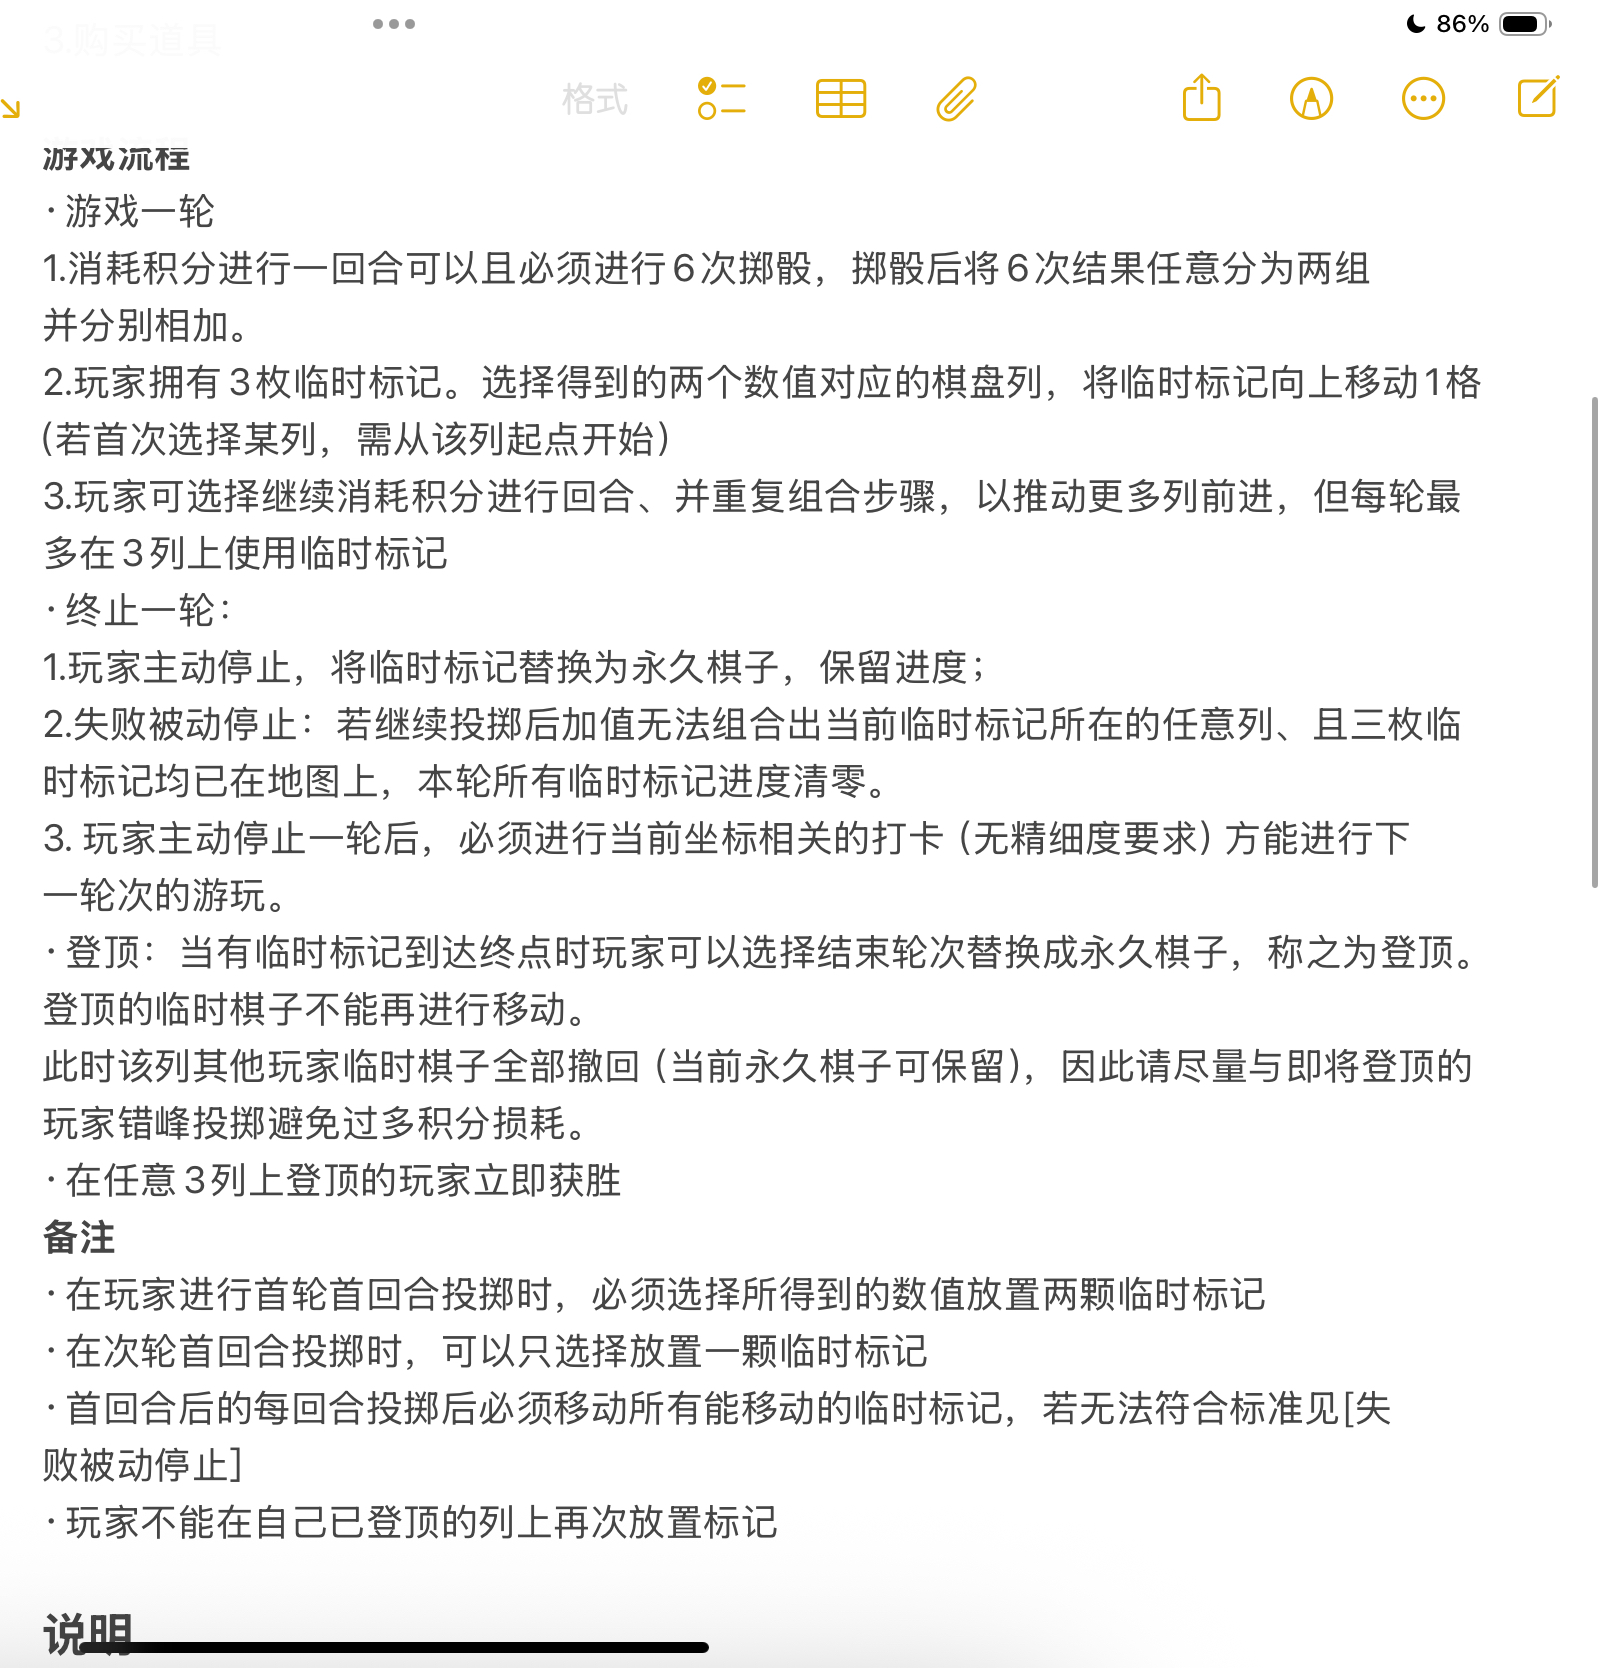 3.购买道具
86%
格式
游戏流程
· 游戏一轮
1.消耗积分进行一回合可以且必须进行6次掷骰，掷骰后将6次结果任意分为两组
并分别相加。
2.玩家拥有3枚临时标记。选择得到的两个数值对应的棋盘列，将临时标记向上移动1格
(若首次选择某列，需从该列起点开始)
3.玩家可选择继续消耗积分进行回合、并重复组合步骤，以推动更多列前进，但每轮最
多在3列上使用临时标记
· 终止一轮：
1.玩家主动停止，将临时标记替换为永久棋子，保留进度；
2.失败被动停止：若继续投掷后加值无法组合出当前临时标记所在的任意列、且三枚临
时标记均已在地图上，本轮所有临时标记进度清零。
3. 玩家主动停止一轮后，必须进行当前坐标相关的打卡（无精细度要求）方能进行下
一轮次的游玩。
· 登顶：当有临时标记到达终点时玩家可以选择结束轮次替换成永久棋子，称之为登顶。
登顶的临时棋子不能再进行移动。
此时该列其他玩家临时棋子全部撤回（当前永久棋子可保留），因此请尽量与即将登顶的
玩家错峰投掷避免过多积分损耗。
· 在任意3列上登顶的玩家立即获胜
备注
· 在玩家进行首轮首回合投掷时，必须选择所得到的数值放置两颗临时标记
· 在次轮首回合投掷时，可以只选择放置一颗临时标记
· 首回合后的每回合投掷后必须移动所有能移动的临时标记，若无法符合标准见[失
败被动停止]
· 玩家不能在自己已登顶的列上再次放置标记
说明